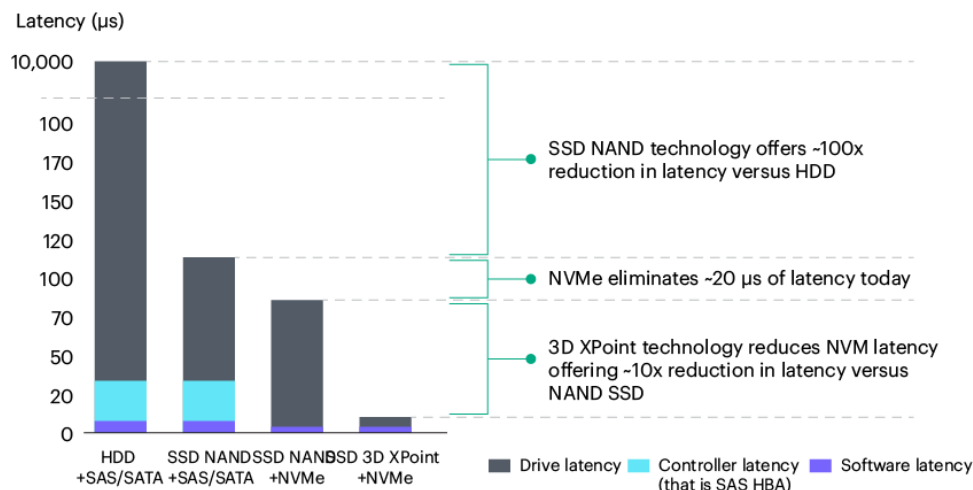 Latency (µs)
10,000
100
170
150
120
100
70
50
20
0
SSD NAND technology offers ~100x
reduction in latency versus HDD
NVMe eliminates ~20 µs of latency today
3D XPoint technology reduces NVM latency
offering ~10x reduction in latency versus
NAND SSD
HDD
+SAS/SATA
SSD NAND
+SAS/SATA
SSD NAND
+NVMe
SSD 3D XPoint
+NVMe
Drive latency
Controller latency
(that is SAS HBA)
Software latency